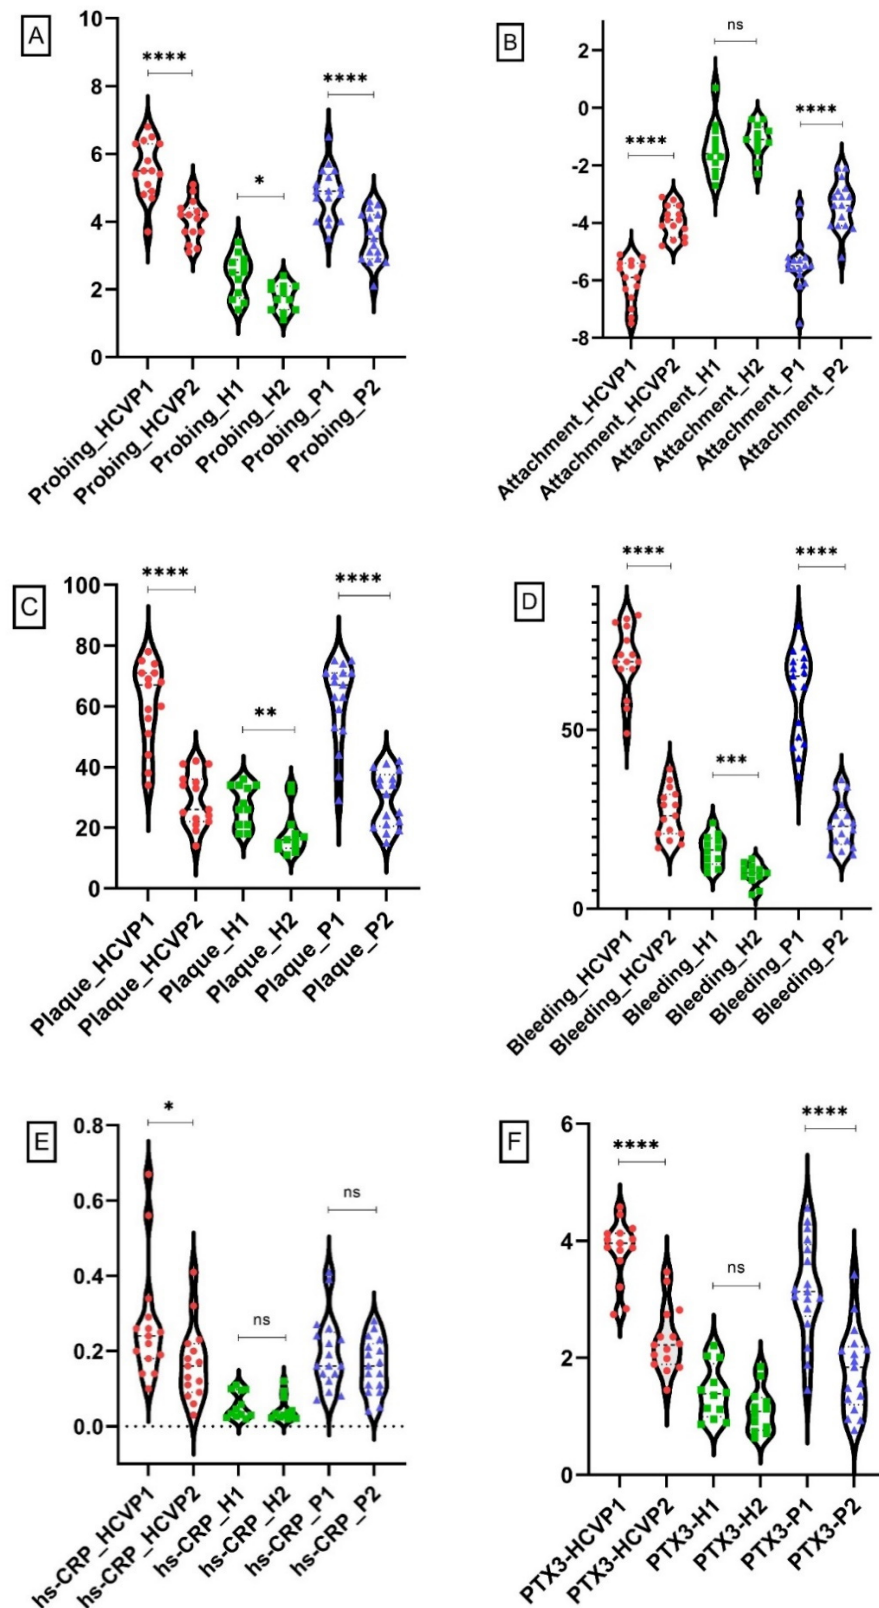 A
10
8
6
4
2
0
****
*
****
Probing_HCVP1
Probing_HCVP2
Probing_H1
Probing_H2
Probing_P1
Probing_P2
B
2
0
-2
-4
-6
-8
****
ns
****
Attachment_HCVP1
Attachment_HCVP2
Attachment_H1
Attachment_H2
Attachment_P1
Attachment_P2
C
100
80
60
40
20
0
****
**
****
Plaque_HCVP1
Plaque_HCVP2
Plaque_H1
Plaque_H2
Plaque_P1
Plaque_P2
D
50
0
****
***
****
Bleeding_HCVP1
Bleeding_HCVP2
Bleeding_H1
Bleeding_H2
Bleeding_P1
Bleeding_P2
E
0.8
0.6
0.4
0.2
0.0
*
ns
ns
hs-CRP_HCVP1
hs-CRP_HCVP2
hs-CRP_H1
hs-CRP_H2
hs-CRP_P1
hs-CRP_P2
F
6
4
2
0
****
ns
****
PTX3-HCVP1
PTX3-HCVP2
PTX3-H1
PTX3-H2
PTX3-P1
PTX3-P2